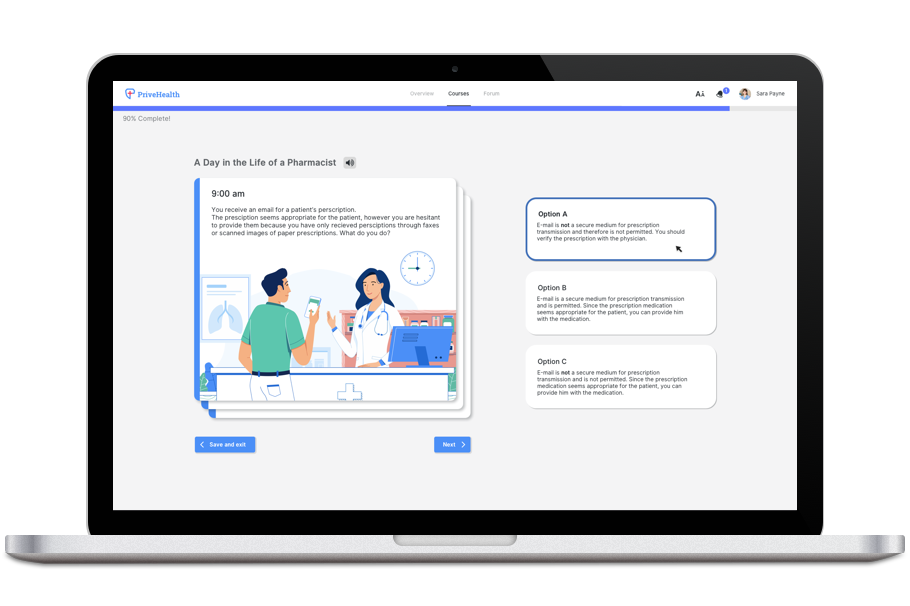 PriveHealth
Overview Courses Forum
1
Sara Payne
90% Complete!
A Day in the Life of a Pharmacist
9:00 am
You receive an email for a patient's perscription.
The presciption seems appropriate for the patient, however you are hesitant
to provide them because you have only recieved persciptions through faxes
or scanned images of paper prescriptions. What do you do?
Save and exit
Next
Option A
E-mail is not a secure medium for prescription
transmission and therefore is not permitted. You should
verify the prescription with the physician.
Option B
E-mail is a secure medium for prescription transmission
and is permitted. Since the prescription medication
seems appropriate for the patient, you can provide him
with the medication.
Option C
E-mail is not a secure medium for prescription
transmission and is not permitted. Since the prescription
medication seems appropriate for the patient, you can
provide him with the medication.